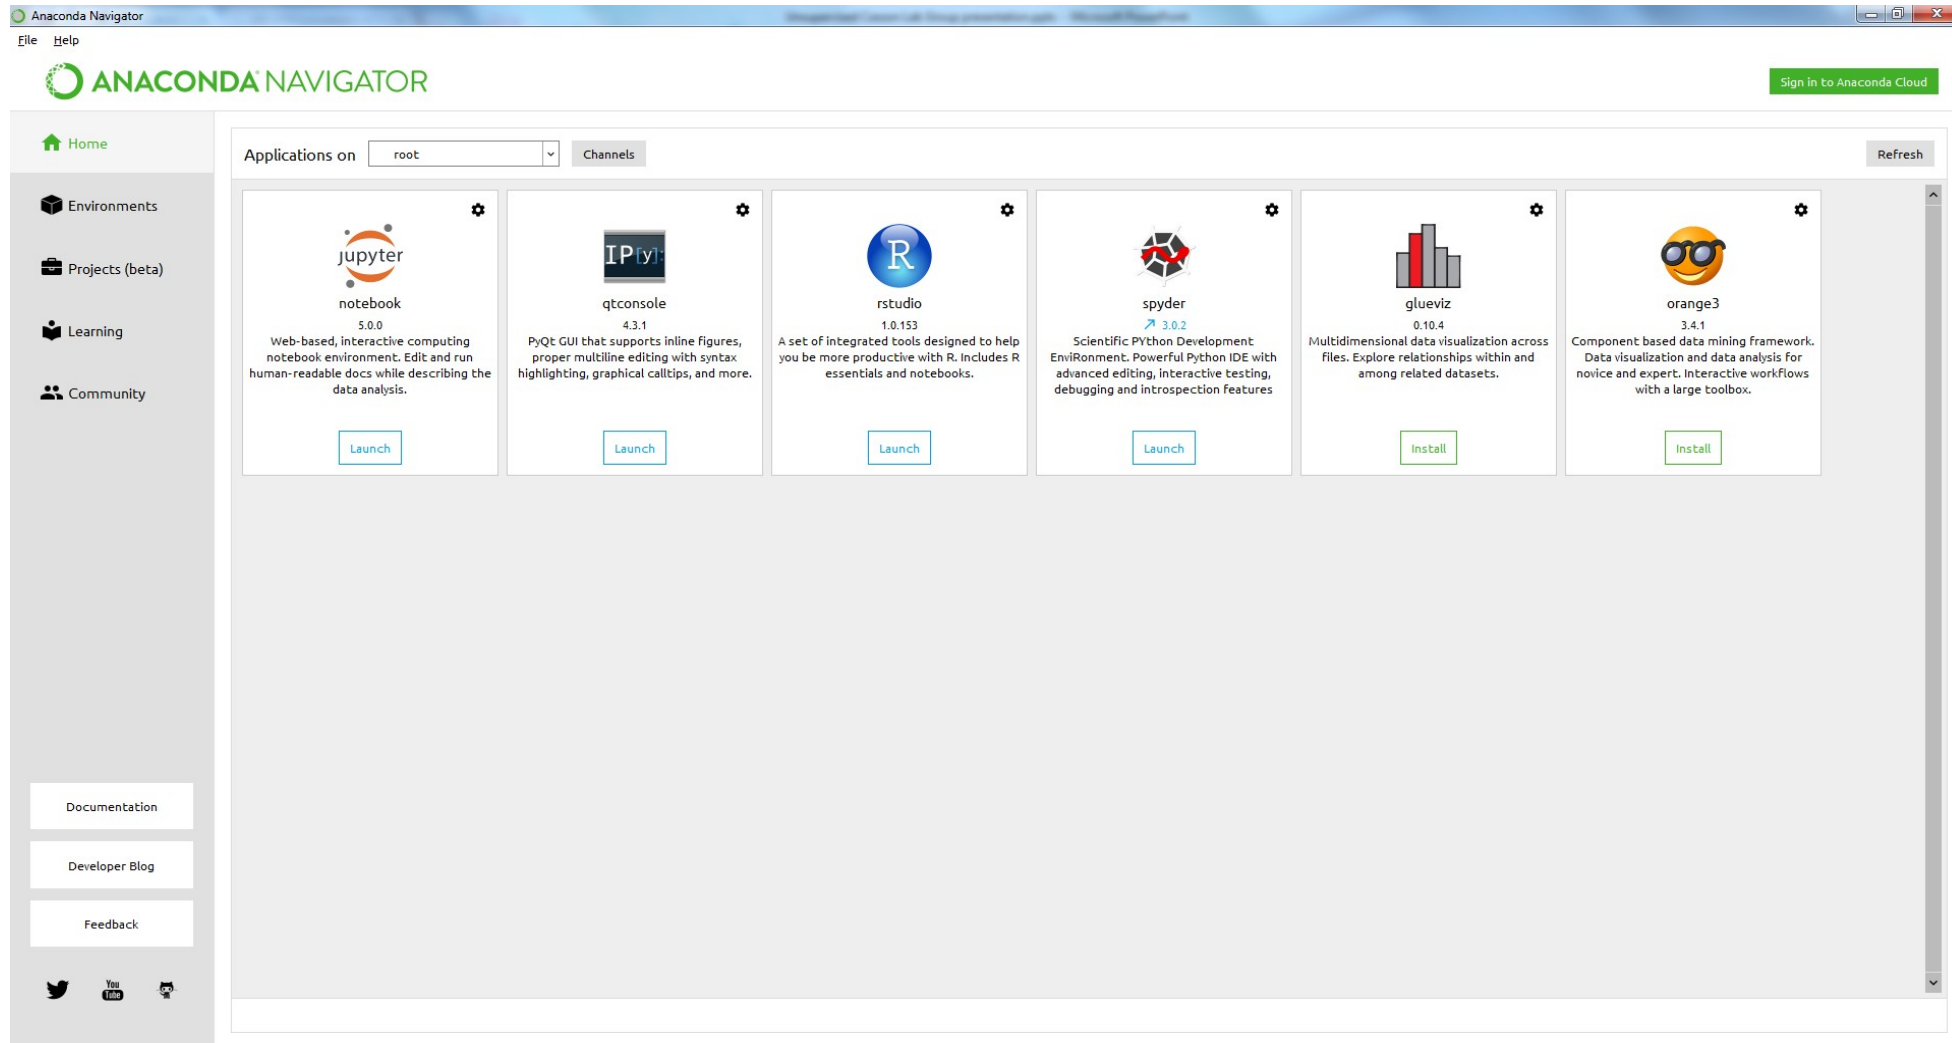 Anaconda Navigator
File Help
ANACONDA NAVIGATOR
Sign in to Anaconda Cloud
Home
Environments
Projects (beta)
Learning
Community
Documentation
Developer Blog
Feedback
You
Tube
Applications on root Channels
Refresh
jupyter
notebook
5.0.0
Web-based, interactive computing
notebook environment. Edit and run
human-readable docs while describing the
data analysis.
Launch
IP[y]:
qtconsole
4.3.1
PyQt GUI that supports inline figures,
proper multiline editing with syntax
highlighting, graphical calltips, and more.
Launch
R
rstudio
1.0.153
A set of integrated tools designed to help
you be more productive with R. Includes R
essentials and notebooks.
Launch
spyder
3.0.2
Scientific PYthon Development
EnviRonment. Powerful Python IDE with
advanced editing, interactive testing,
debugging and introspection features
Launch
glueviz
0.10.4
Multidimensional data visualization across
files. Explore relationships within and
among related datasets.
Install
orange3
3.4.1
Component based data mining framework.
Data visualization and data analysis for
novice and expert. Interactive workflows
with a large toolbox.
Install